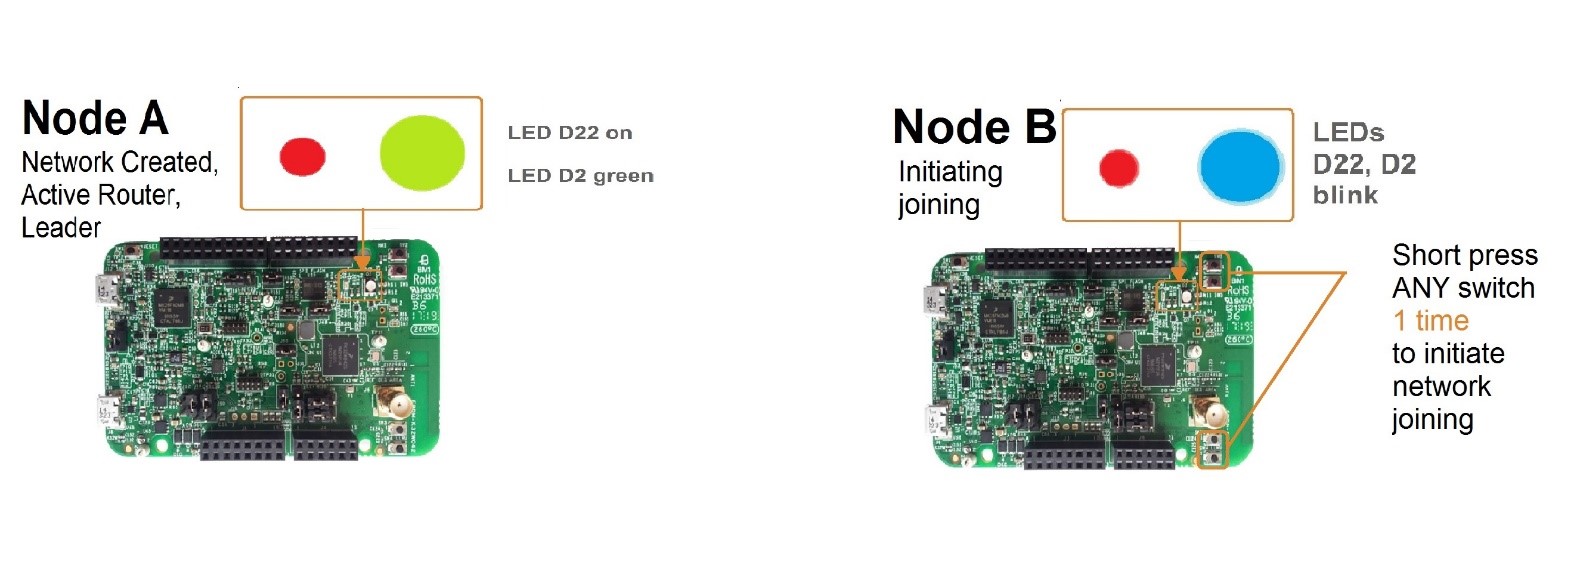 Node A
Network Created,
Active Router,
Leader
LED D22 on
LED D2 green
RoHS
Node B
Initiating
joining
LEDs
D22, D2
blink
Short press
ANY switch
1 time
to initiate
network
joining